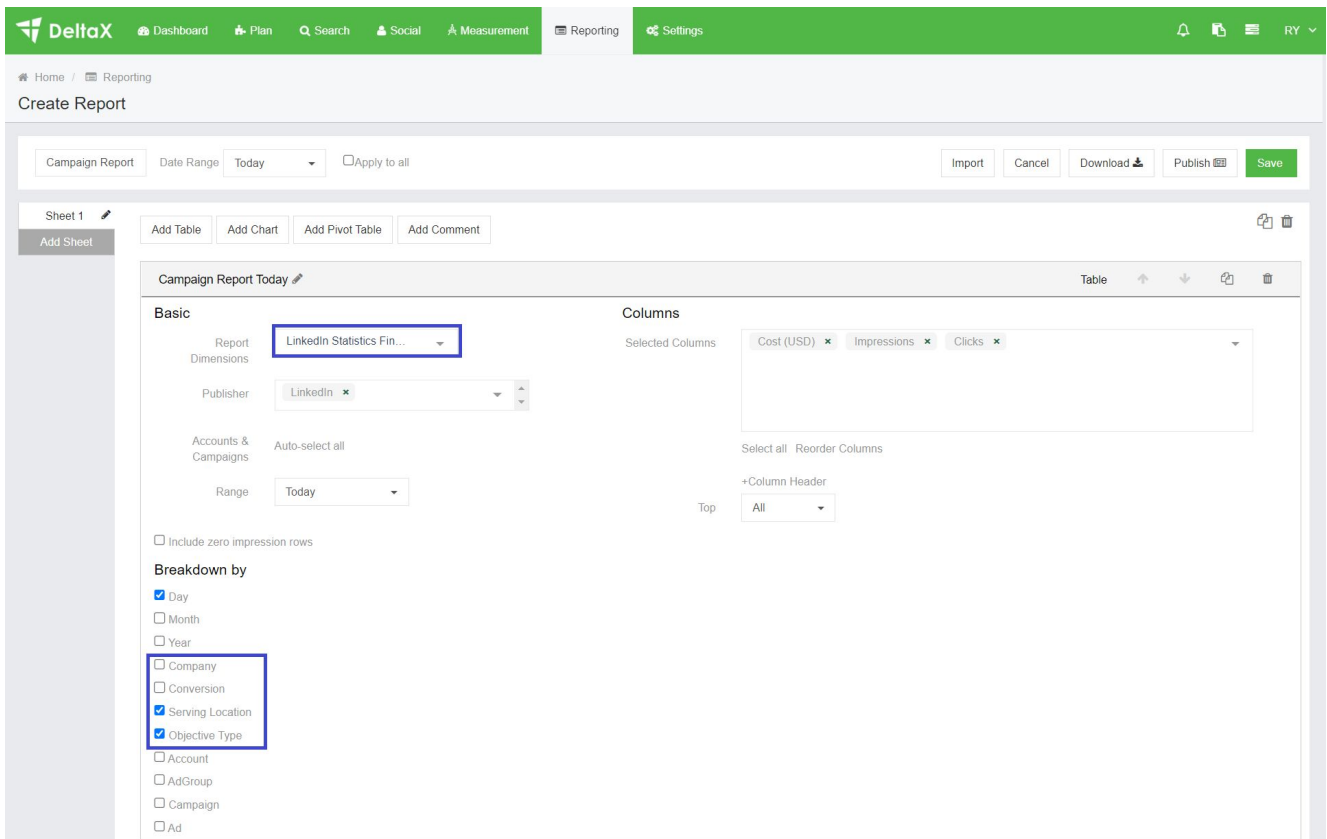 DeltaX Dashboard Plan Search Social Measurement Reporting Settings RY
Home / Reporting
Create Report
Campaign Report Date Range Today Apply to all Import Cancel Download Publish Save
Sheet 1
Add Sheet
Add Table Add Chart Add Pivot Table Add Comment
Campaign Report Today Table
Basic
Report Dimensions LinkedIn Statistics Fin...
Publisher LinkedIn ×
Accounts & Campaigns Auto-select all
Range Today
Include zero impression rows
Columns
Selected Columns Cost (USD) × Impressions × Clicks ×
Select all Reorder Columns
+Column Header
Top All
Breakdown by
Day
Month
Year
Company
Conversion
Serving Location
Objective Type
Account
AdGroup
Campaign
Ad